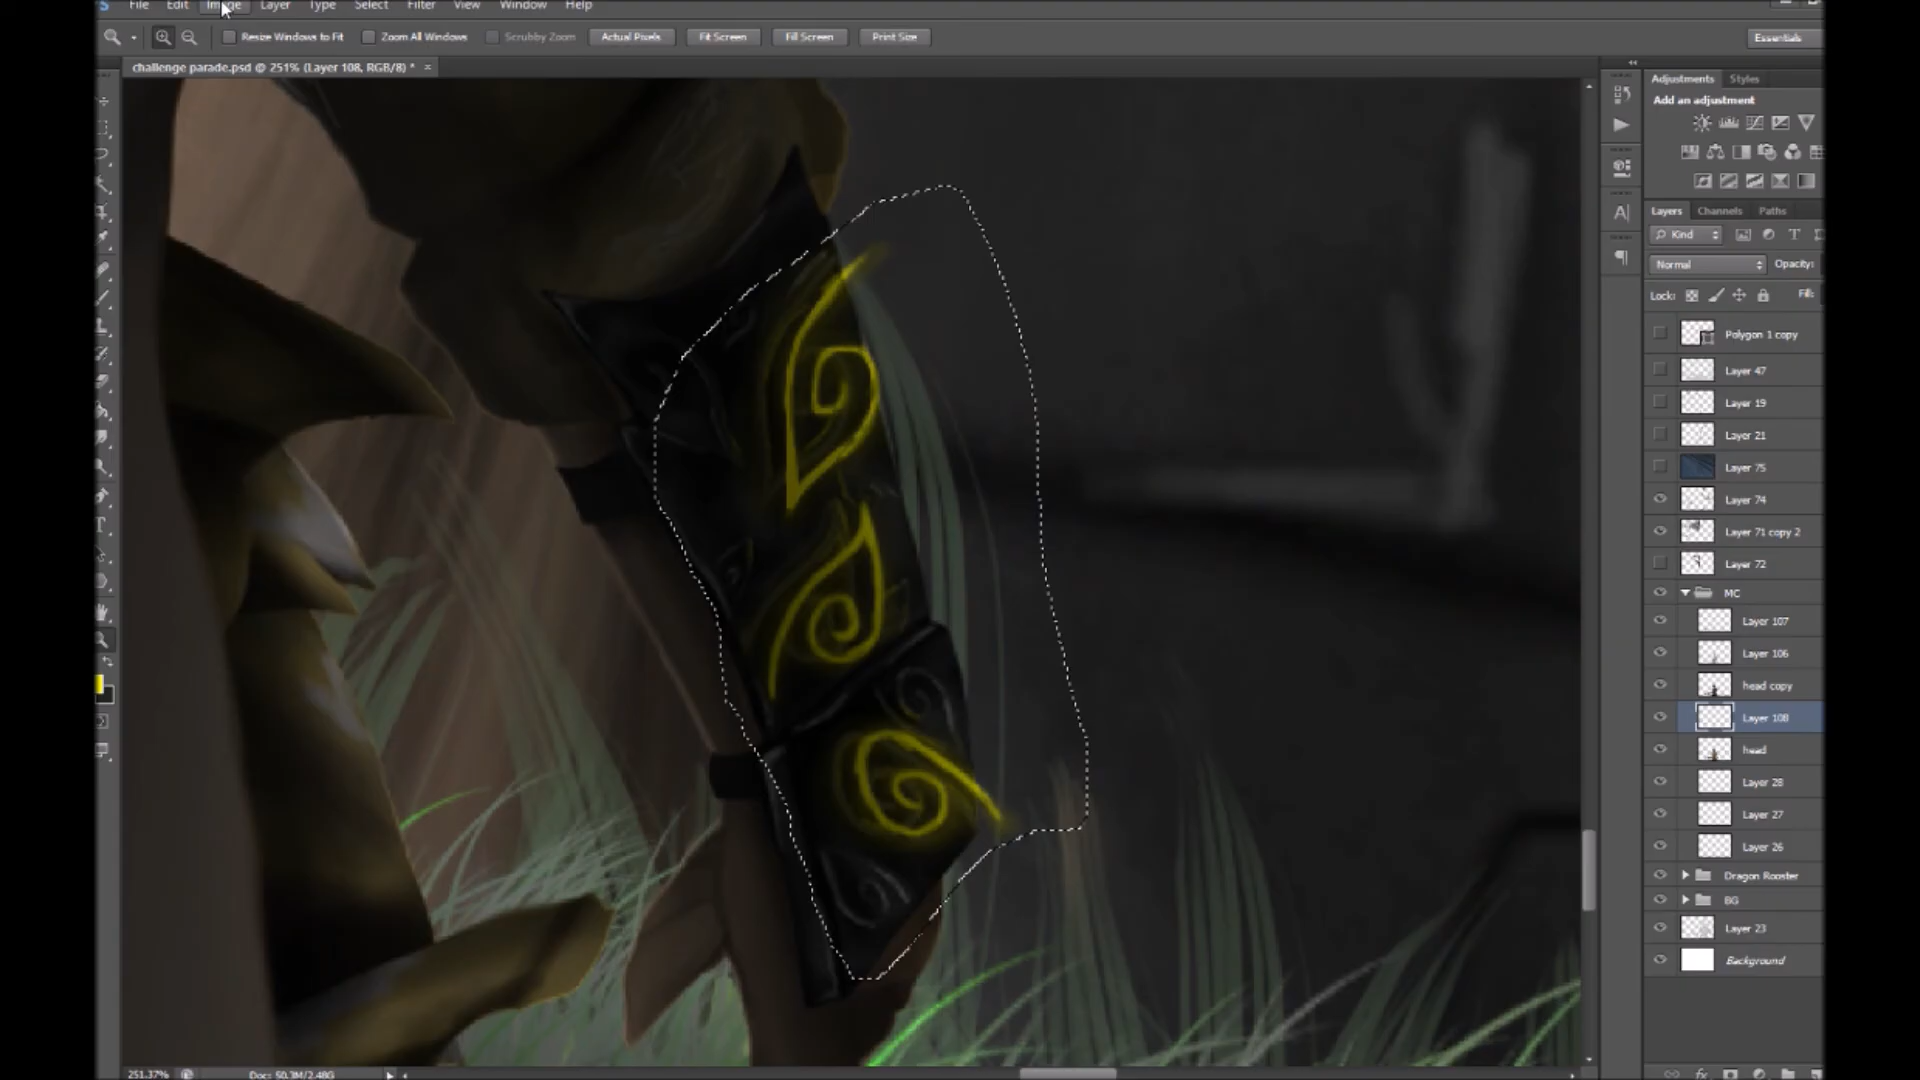 File Edit Image Layer Type Select Filter View Window Help
Resize Windows to Fit Zoom All Windows Scrubby Zoom Actual Pixels Fit Screen Fill Screen Print Size Essentials
challenge parade.psd @ 251% (Layer 108, RGB/8) *
Adjustments Styles
Add an adjustment
Layers Channels Paths
Kind
Normal Opacity:
Lock: Fill:
Polygon 1 copy
Layer 47
Layer 19
Layer 21
Layer 75
Layer 74
Layer 71 copy 2
Layer 72
MC
Layer 107
Layer 106
head copy
Layer 108
head
Layer 28
Layer 27
Layer 26
Dragon Rooster
BG
Layer 23
Background
251.37% Doc: 50.3M/2.48G